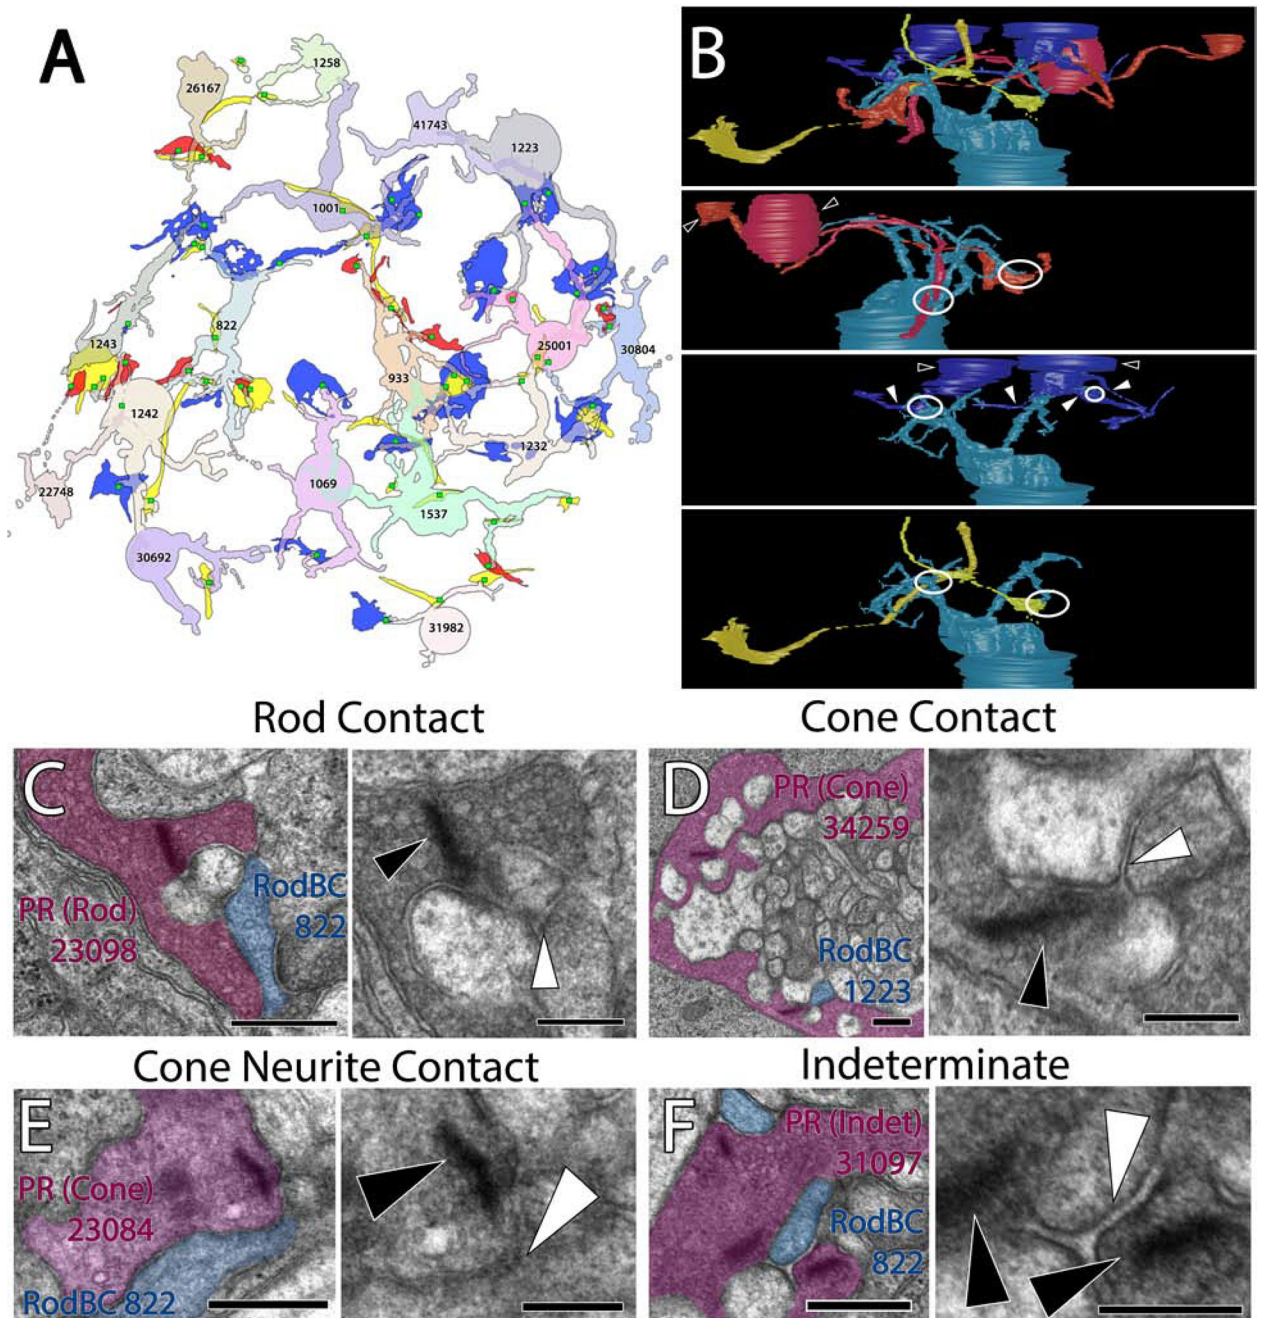 A
1258
26167
41743
1223
1001
822
1243
25001
30804
933
1242
1232
22748
1069
1537
30692
31982
B
Rod Contact
Cone Contact
C
PR (Rod)
23098
RodBC
822
D
PR (Cone)
34259
RodBC
1223
Cone Neurite Contact
Indeterminate
E
PR (Cone)
23084
RodBC 822
F
PR (Indet)
31097
RodBC
822